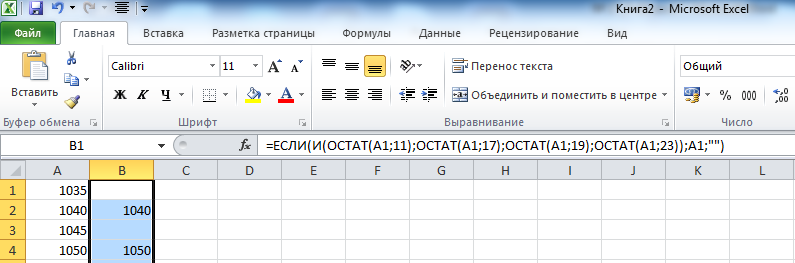 Книга2 - Microsoft Excel
Файл Главная Вставка Разметка страницы Формулы Данные Рецензирование Вид
Вставить
Calibri 11 A A
Ж К Ч А
Перенос текста
Объединить и поместить в центре
Общий
% 000
Буфер обмена Шрифт Выравнивание Число
B1 fx =ЕСЛИ(И(ОСТАТ(A1;11);ОСТАТ(A1;17);ОСТАТ(A1;19);ОСТАТ(A1;23));A1;"")
A B C D E F G H I J K L
1 1035
2 1040 1040
3 1045
4 1050 1050